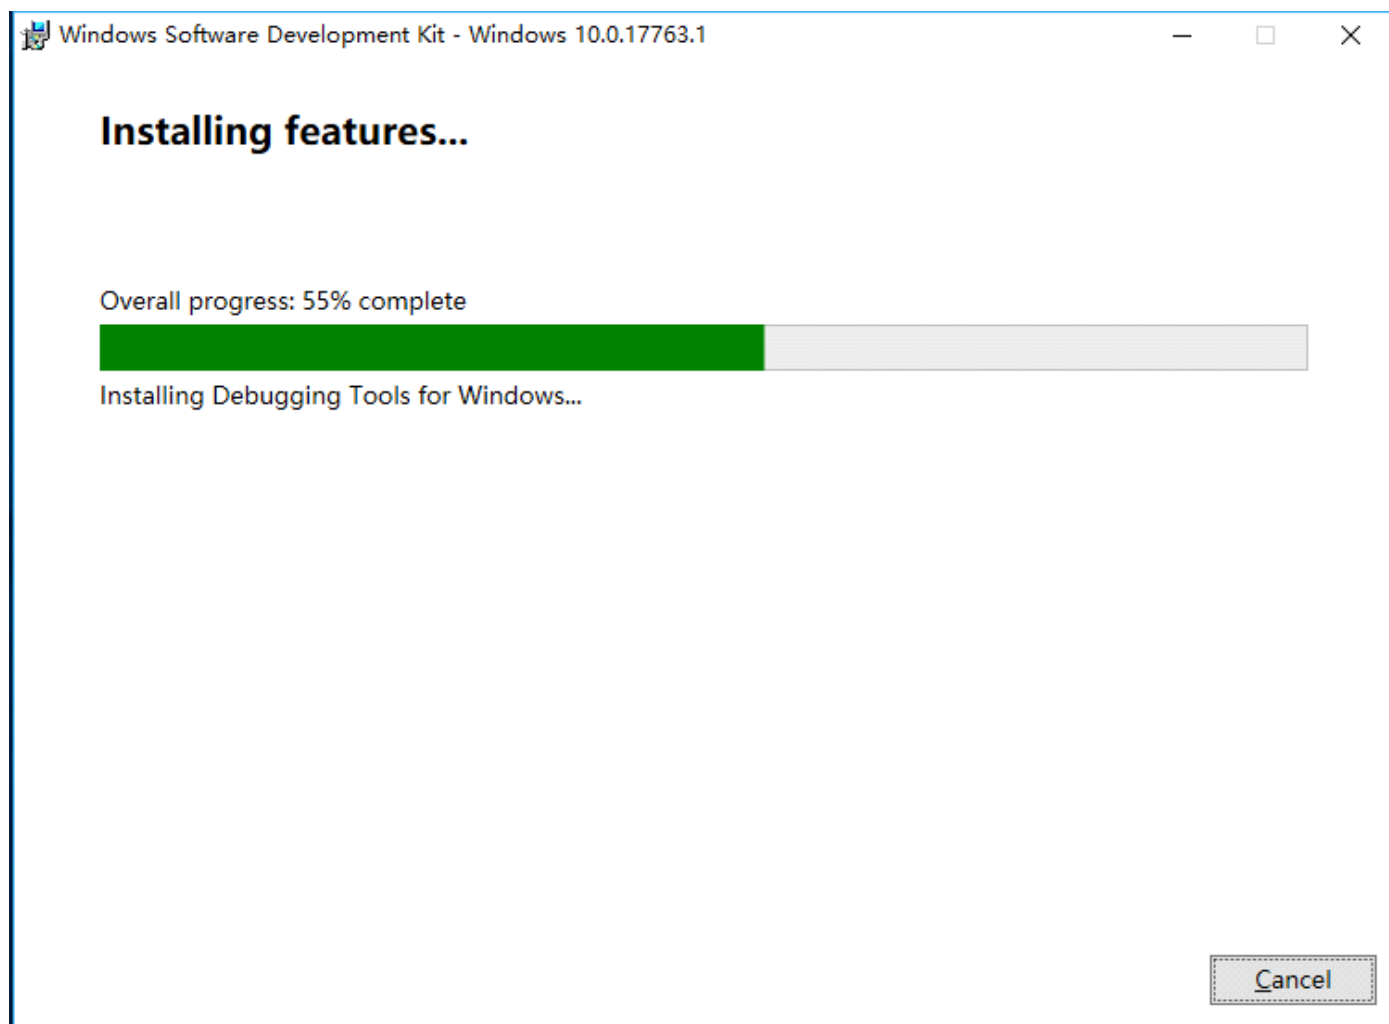 Windows Software Development Kit - Windows 10.0.17763.1
Installing features...
Overall progress: 55% complete
Installing Debugging Tools for Windows...
Cancel